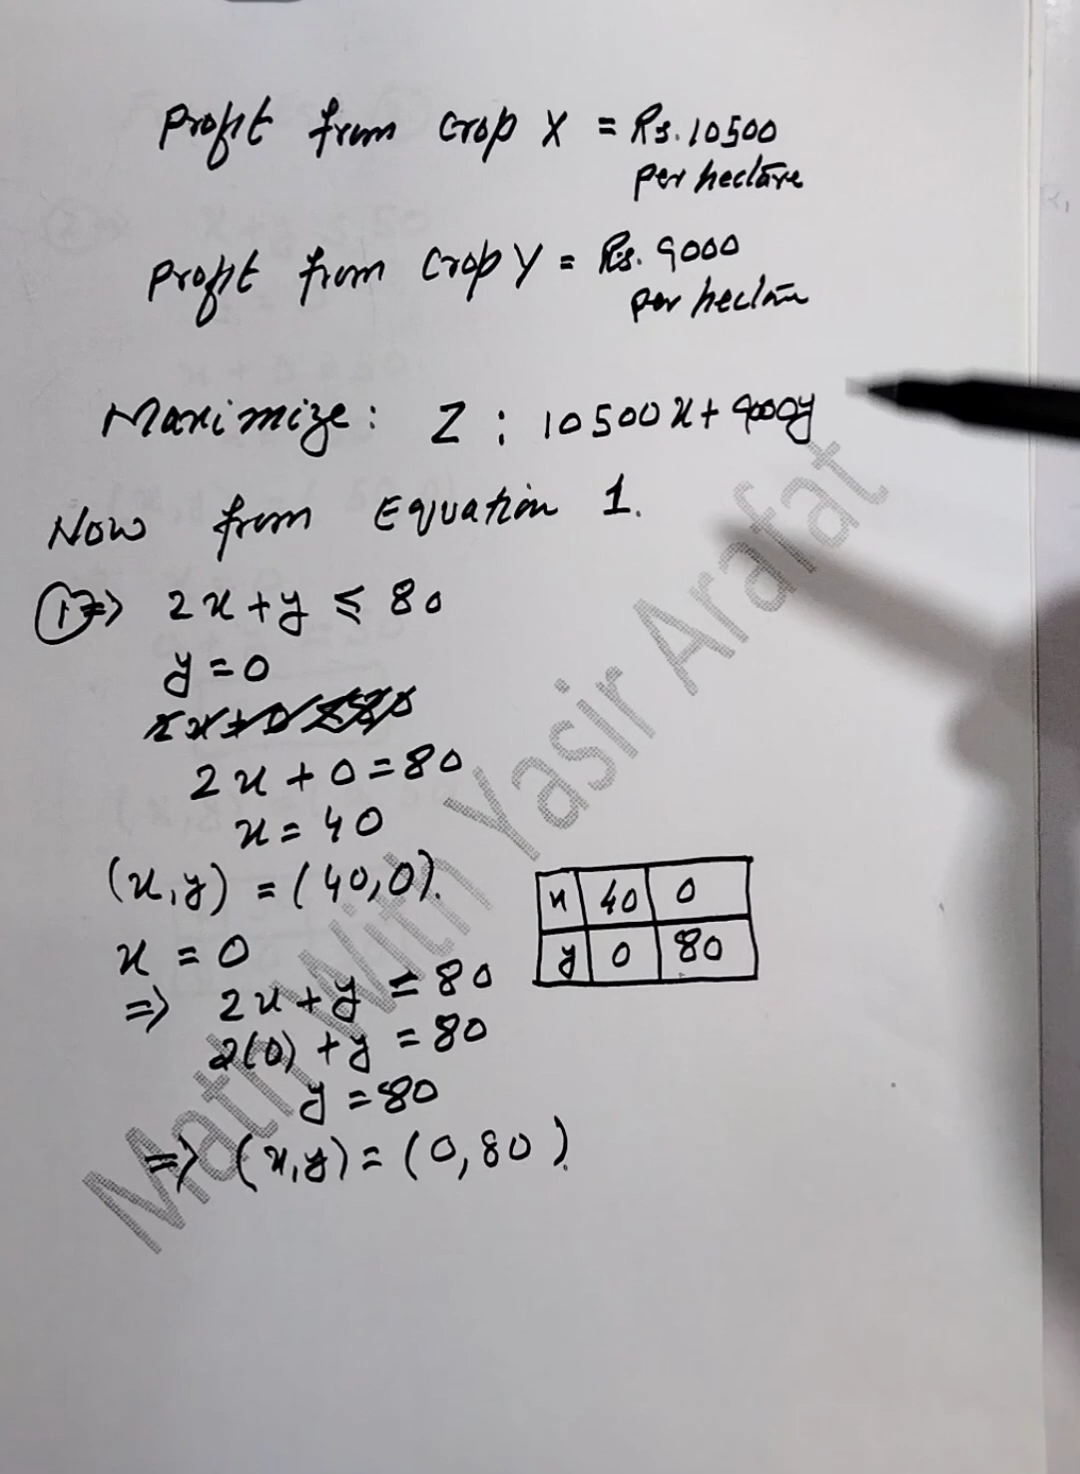 Profit from crop X = Rs. 10500
per hectare
Profit from crop Y = Rs. 9000
per hectare
Maximize: Z : 10500x + 9000y
Now from Equation 1.
① => 2x + y ≤ 80
y = 0
2x + 0 = 80
x = 40
(x, y) = (40, 0).
x 40 0
y 0 80
x = 0
=> 2x + y ≤ 80
2(0) + y = 80
y = 80
=> (x, y) = (0, 80).
Math With Yasir Arafat